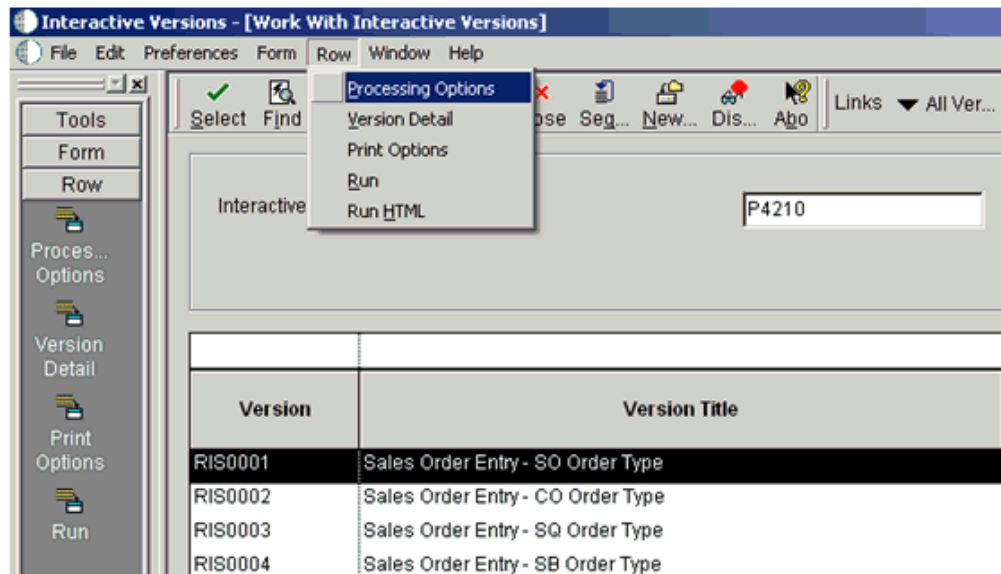 Interactive Versions - [Work With Interactive Versions]
File Edit Preferences Form Row Window Help
Select Find ose Seg... New... Dis... Abo Links All Ver...
Processing Options
Version Detail
Print Options
Run
Run HTML
Tools
Form
Row
Proces...
Options
Version
Detail
Print
Options
Run
Interactive
P4210
Version Version Title
RIS0001 Sales Order Entry - SO Order Type
RIS0002 Sales Order Entry - CO Order Type
RIS0003 Sales Order Entry - SQ Order Type
RIS0004 Sales Order Entry - SB Order Type